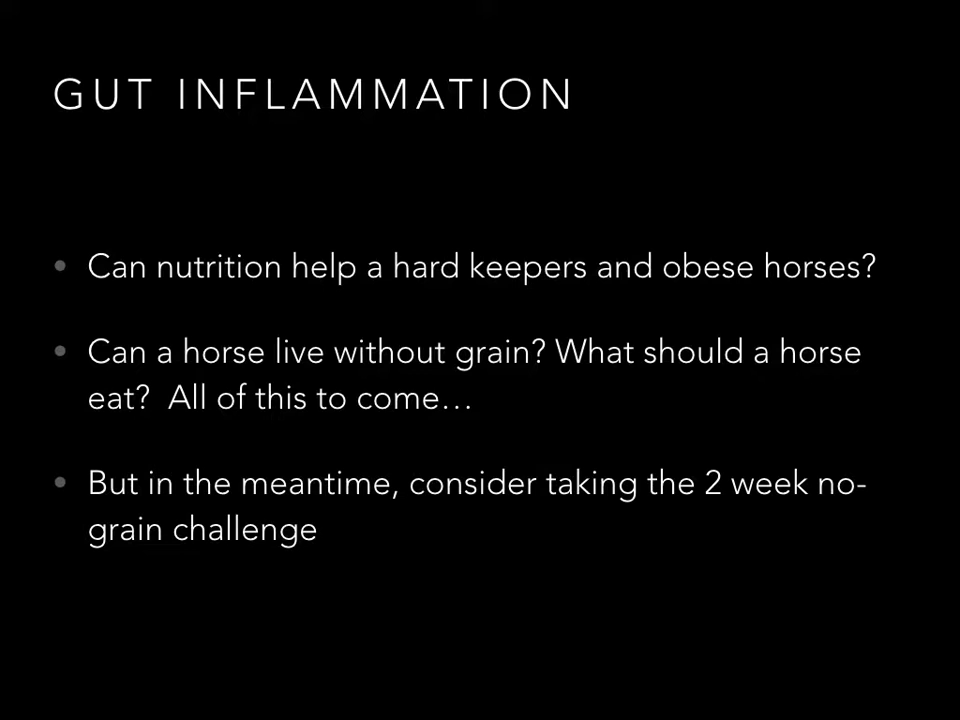 GUT INFLAMMATION
• Can nutrition help a hard keepers and obese horses?
• Can a horse live without grain? What should a horse
eat?  All of this to come…
• But in the meantime, consider taking the 2 week no-
grain challenge